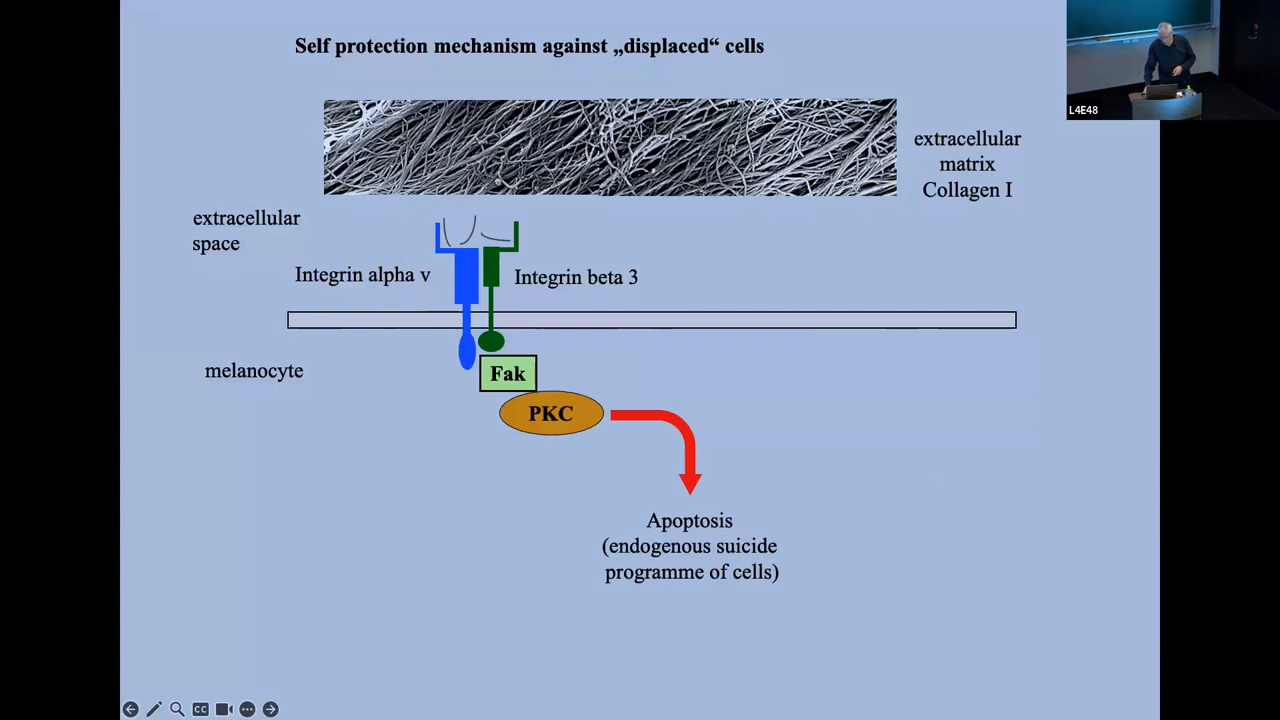 Self protection mechanism against „displaced“ cells
L4E48
extracellular
matrix
Collagen I
extracellular
space
Integrin alpha v
Integrin beta 3
melanocyte
Fak
PKC
Apoptosis
(endogenous suicide
programme of cells)
CC